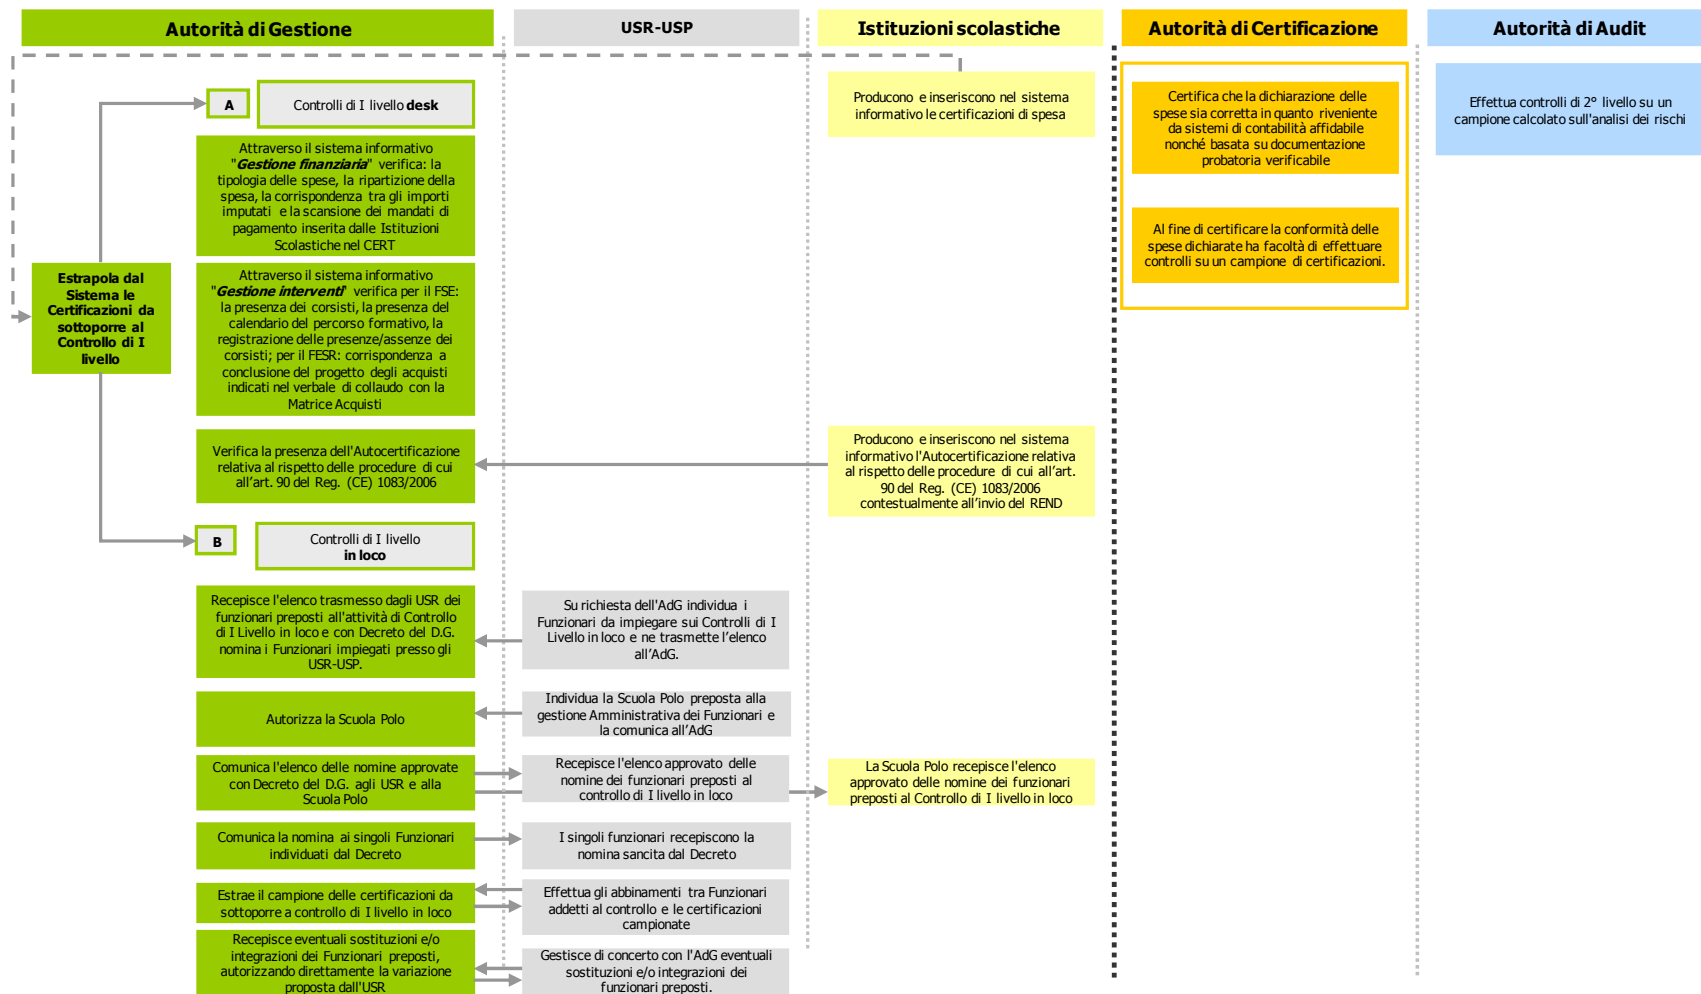 Autorità di Gestione
USR-USP
Istituzioni scolastiche
Autorità di Certificazione
Autorità di Audit
A
Controlli di I livello desk
Producono e inseriscono nel sistema
informativo le certificazioni di spesa
Certifica che la dichiarazione delle
spese sia corretta in quanto riveniente
da sistemi di contabilità affidabile
nonché basata su documentazione
probatoria verificabile
Effettua controlli di 2° livello su un
campione calcolato sull'analisi dei rischi
Attraverso il sistema informativo
"Gestione finanziaria" verifica: la
tipologia delle spese, la ripartizione della
spesa, la corrispondenza tra gli importi
imputati e la scansione dei mandati di
pagamento inserita dalle Istituzioni
Scolastiche nel CERT
Al fine di certificare la conformità delle
spese dichiarate ha facoltà di effettuare
controlli su un campione di certificazioni.
Estrapola dal
Sistema le
Certificazioni da
sottoporre al
Controllo di I
livello
Attraverso il sistema informativo
"Gestione interventi" verifica per il FSE:
la presenza dei corsisti, la presenza del
calendario del percorso formativo, la
registrazione delle presenze/assenze dei
corsisti; per il FESR: corrispondenza a
conclusione del progetto degli acquisti
indicati nel verbale di collaudo con la
Matrice Acquisti
Verifica la presenza dell'Autocertificazione
relativa al rispetto delle procedure di cui
all'art. 90 del Reg. (CE) 1083/2006
Producono e inseriscono nel sistema
informativo l'Autocertificazione relativa
al rispetto delle procedure di cui all'art.
90 del Reg. (CE) 1083/2006
contestualmente all'invio del REND
B
Controlli di I livello
in loco
Recepisce l'elenco trasmesso dagli USR dei
funzionari preposti all'attività di Controllo
di I Livello in loco e con Decreto del D.G.
nomina i Funzionari impiegati presso gli
USR-USP.
Su richiesta dell'AdG individua i
Funzionari da impiegare sui Controlli di I
Livello in loco e ne trasmette l'elenco
all'AdG.
Autorizza la Scuola Polo
Individua la Scuola Polo preposta alla
gestione Amministrativa dei Funzionari e
la comunica all'AdG
Comunica l'elenco delle nomine approvate
con Decreto del D.G. agli USR e alla
Scuola Polo
Recepisce l'elenco approvato delle
nomine dei funzionari preposti al
controllo di I livello in loco
La Scuola Polo recepisce l'elenco
approvato delle nomine dei funzionari
preposti al Controllo di I livello in loco
Comunica la nomina ai singoli Funzionari
individuati dal Decreto
I singoli funzionari recepiscono la
nomina sancita dal Decreto
Estrae il campione delle certificazioni da
sottoporre a controllo di I livello in loco
Effettua gli abbinamenti tra Funzionari
addetti al controllo e le certificazioni
campionate
Recepisce eventuali sostituzioni e/o
integrazioni dei Funzionari preposti,
autorizzando direttamente la variazione
proposta dall'USR
Gestisce di concerto con l'AdG eventuali
sostituzioni e/o integrazioni dei
funzionari preposti.